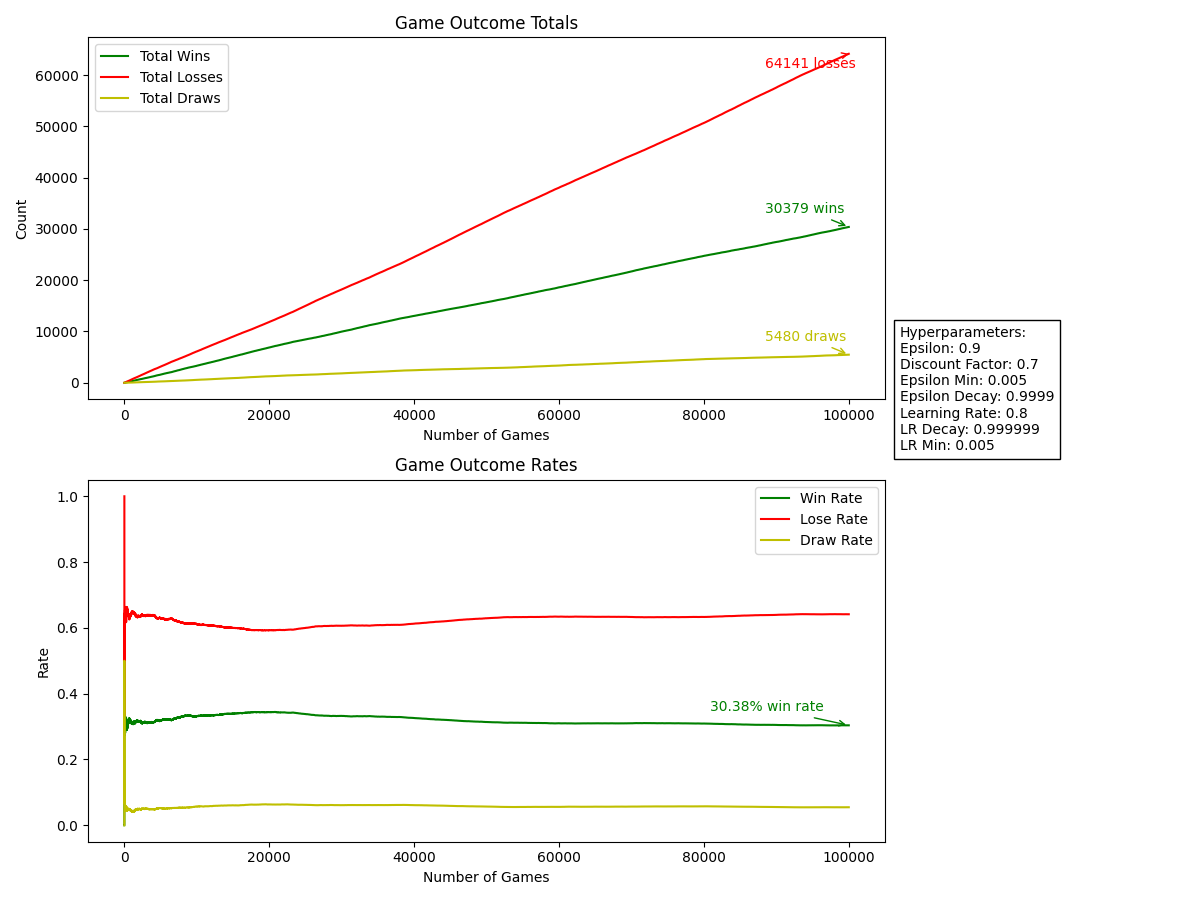 Game Outcome Totals
Total Wins
Total Losses
Total Draws
64141 losses
30379 wins
5480 draws
Count
60000
50000
40000
30000
20000
10000
0
0 20000 40000 60000 80000 100000
Number of Games
Hyperparameters:
Epsilon: 0.9
Discount Factor: 0.7
Epsilon Min: 0.005
Epsilon Decay: 0.9999
Learning Rate: 0.8
LR Decay: 0.999999
LR Min: 0.005
Game Outcome Rates
Win Rate
Lose Rate
Draw Rate
30.38% win rate
Rate
1.0
0.8
0.6
0.4
0.2
0.0
0 20000 40000 60000 80000 100000
Number of Games